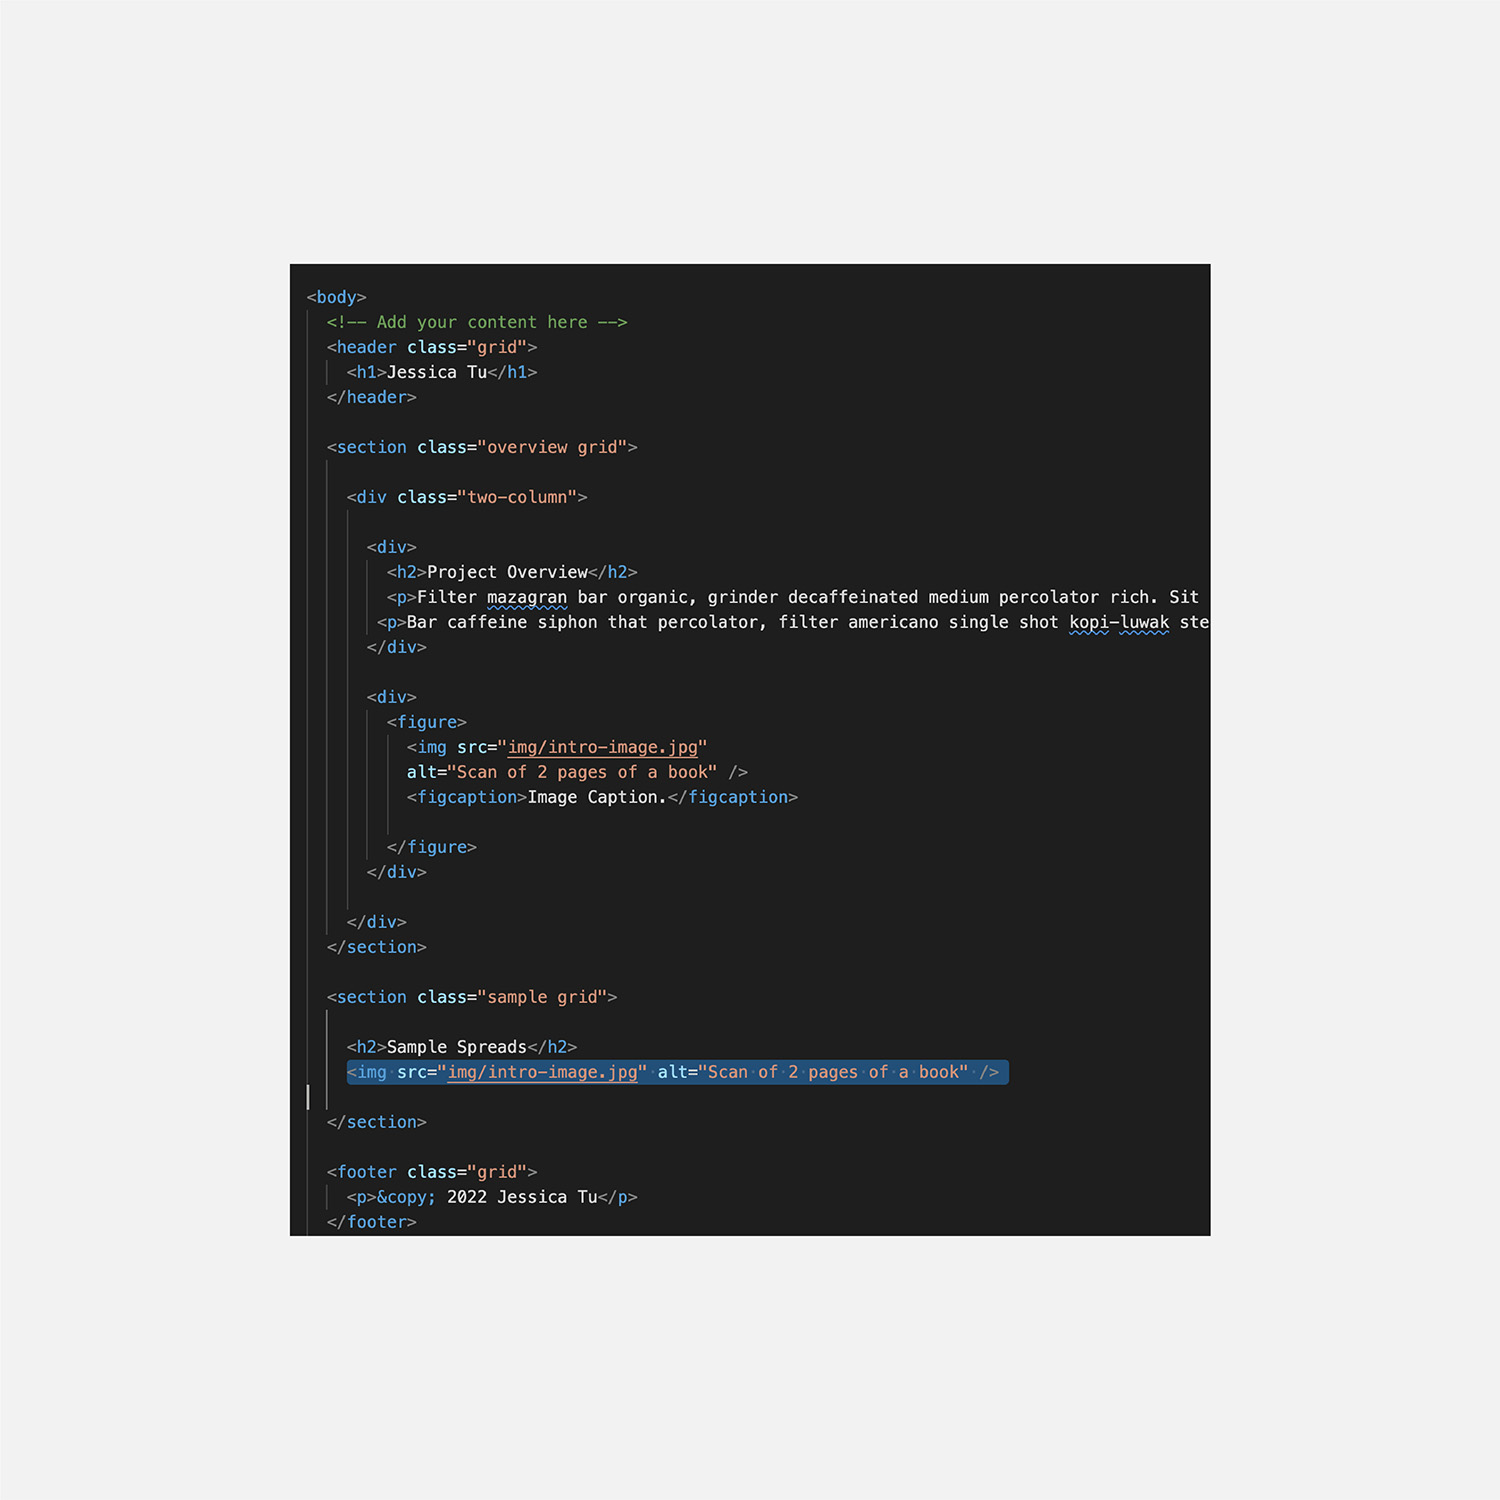 <body>
<!-- Add your content here -->
<header class="grid">
<h1>Jessica Tu</h1>
</header>
<section class="overview grid">
<div class="two-column">
<div>
<h2>Project Overview</h2>
<p>Filter mazagran bar organic, grinder decaffeinated medium percolator rich. Sit
<p>Bar caffeine siphon that percolator, filter americano single shot kopi-luwak ste
</div>
<div>
<figure>
<img src="img/intro-image.jpg"
alt="Scan of 2 pages of a book" />
<figcaption>Image Caption.</figcaption>
</figure>
</div>
</div>
</section>
<section class="sample grid">
<h2>Sample Spreads</h2>
<img src="img/intro-image.jpg" alt="Scan of 2 pages of a book" />
</section>
<footer class="grid">
<p>&copy; 2022 Jessica Tu</p>
</footer>